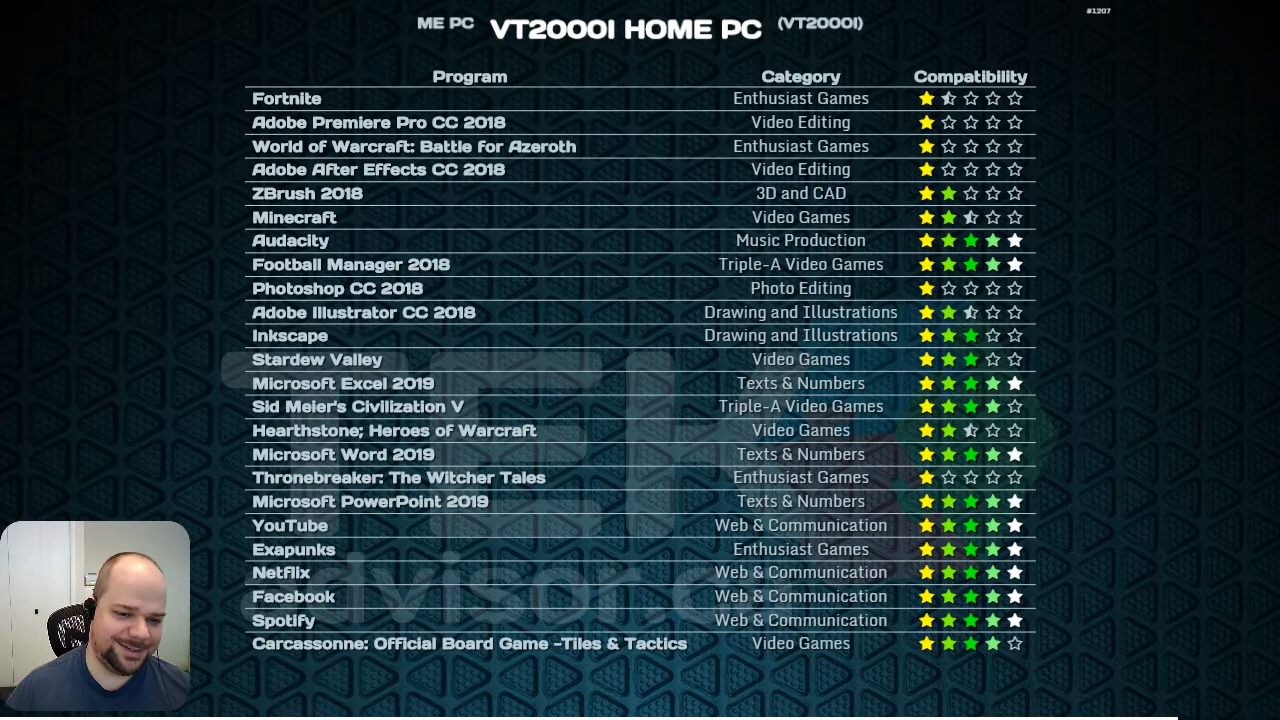 #1207
ME PC VT2000I HOME PC (VT2000I)
Program Category Compatibility
Fortnite Enthusiast Games
Adobe Premiere Pro CC 2018 Video Editing
World of Warcraft: Battle for Azeroth Enthusiast Games
Adobe After Effects CC 2018 Video Editing
ZBrush 2018 3D and CAD
Minecraft Video Games
Audacity Music Production
Football Manager 2018 Triple-A Video Games
Photoshop CC 2018 Photo Editing
Adobe Illustrator CC 2018 Drawing and Illustrations
Inkscape Drawing and Illustrations
Stardew Valley Video Games
Microsoft Excel 2019 Texts & Numbers
Sid Meier's Civilization V Triple-A Video Games
Hearthstone; Heroes of Warcraft Video Games
Microsoft Word 2019 Texts & Numbers
Thronebreaker: The Witcher Tales Enthusiast Games
Microsoft PowerPoint 2019 Texts & Numbers
YouTube Web & Communication
Exapunks Enthusiast Games
Netflix Web & Communication
Facebook Web & Communication
Spotify Web & Communication
Carcassonne: Official Board Game -Tiles & Tactics Video Games